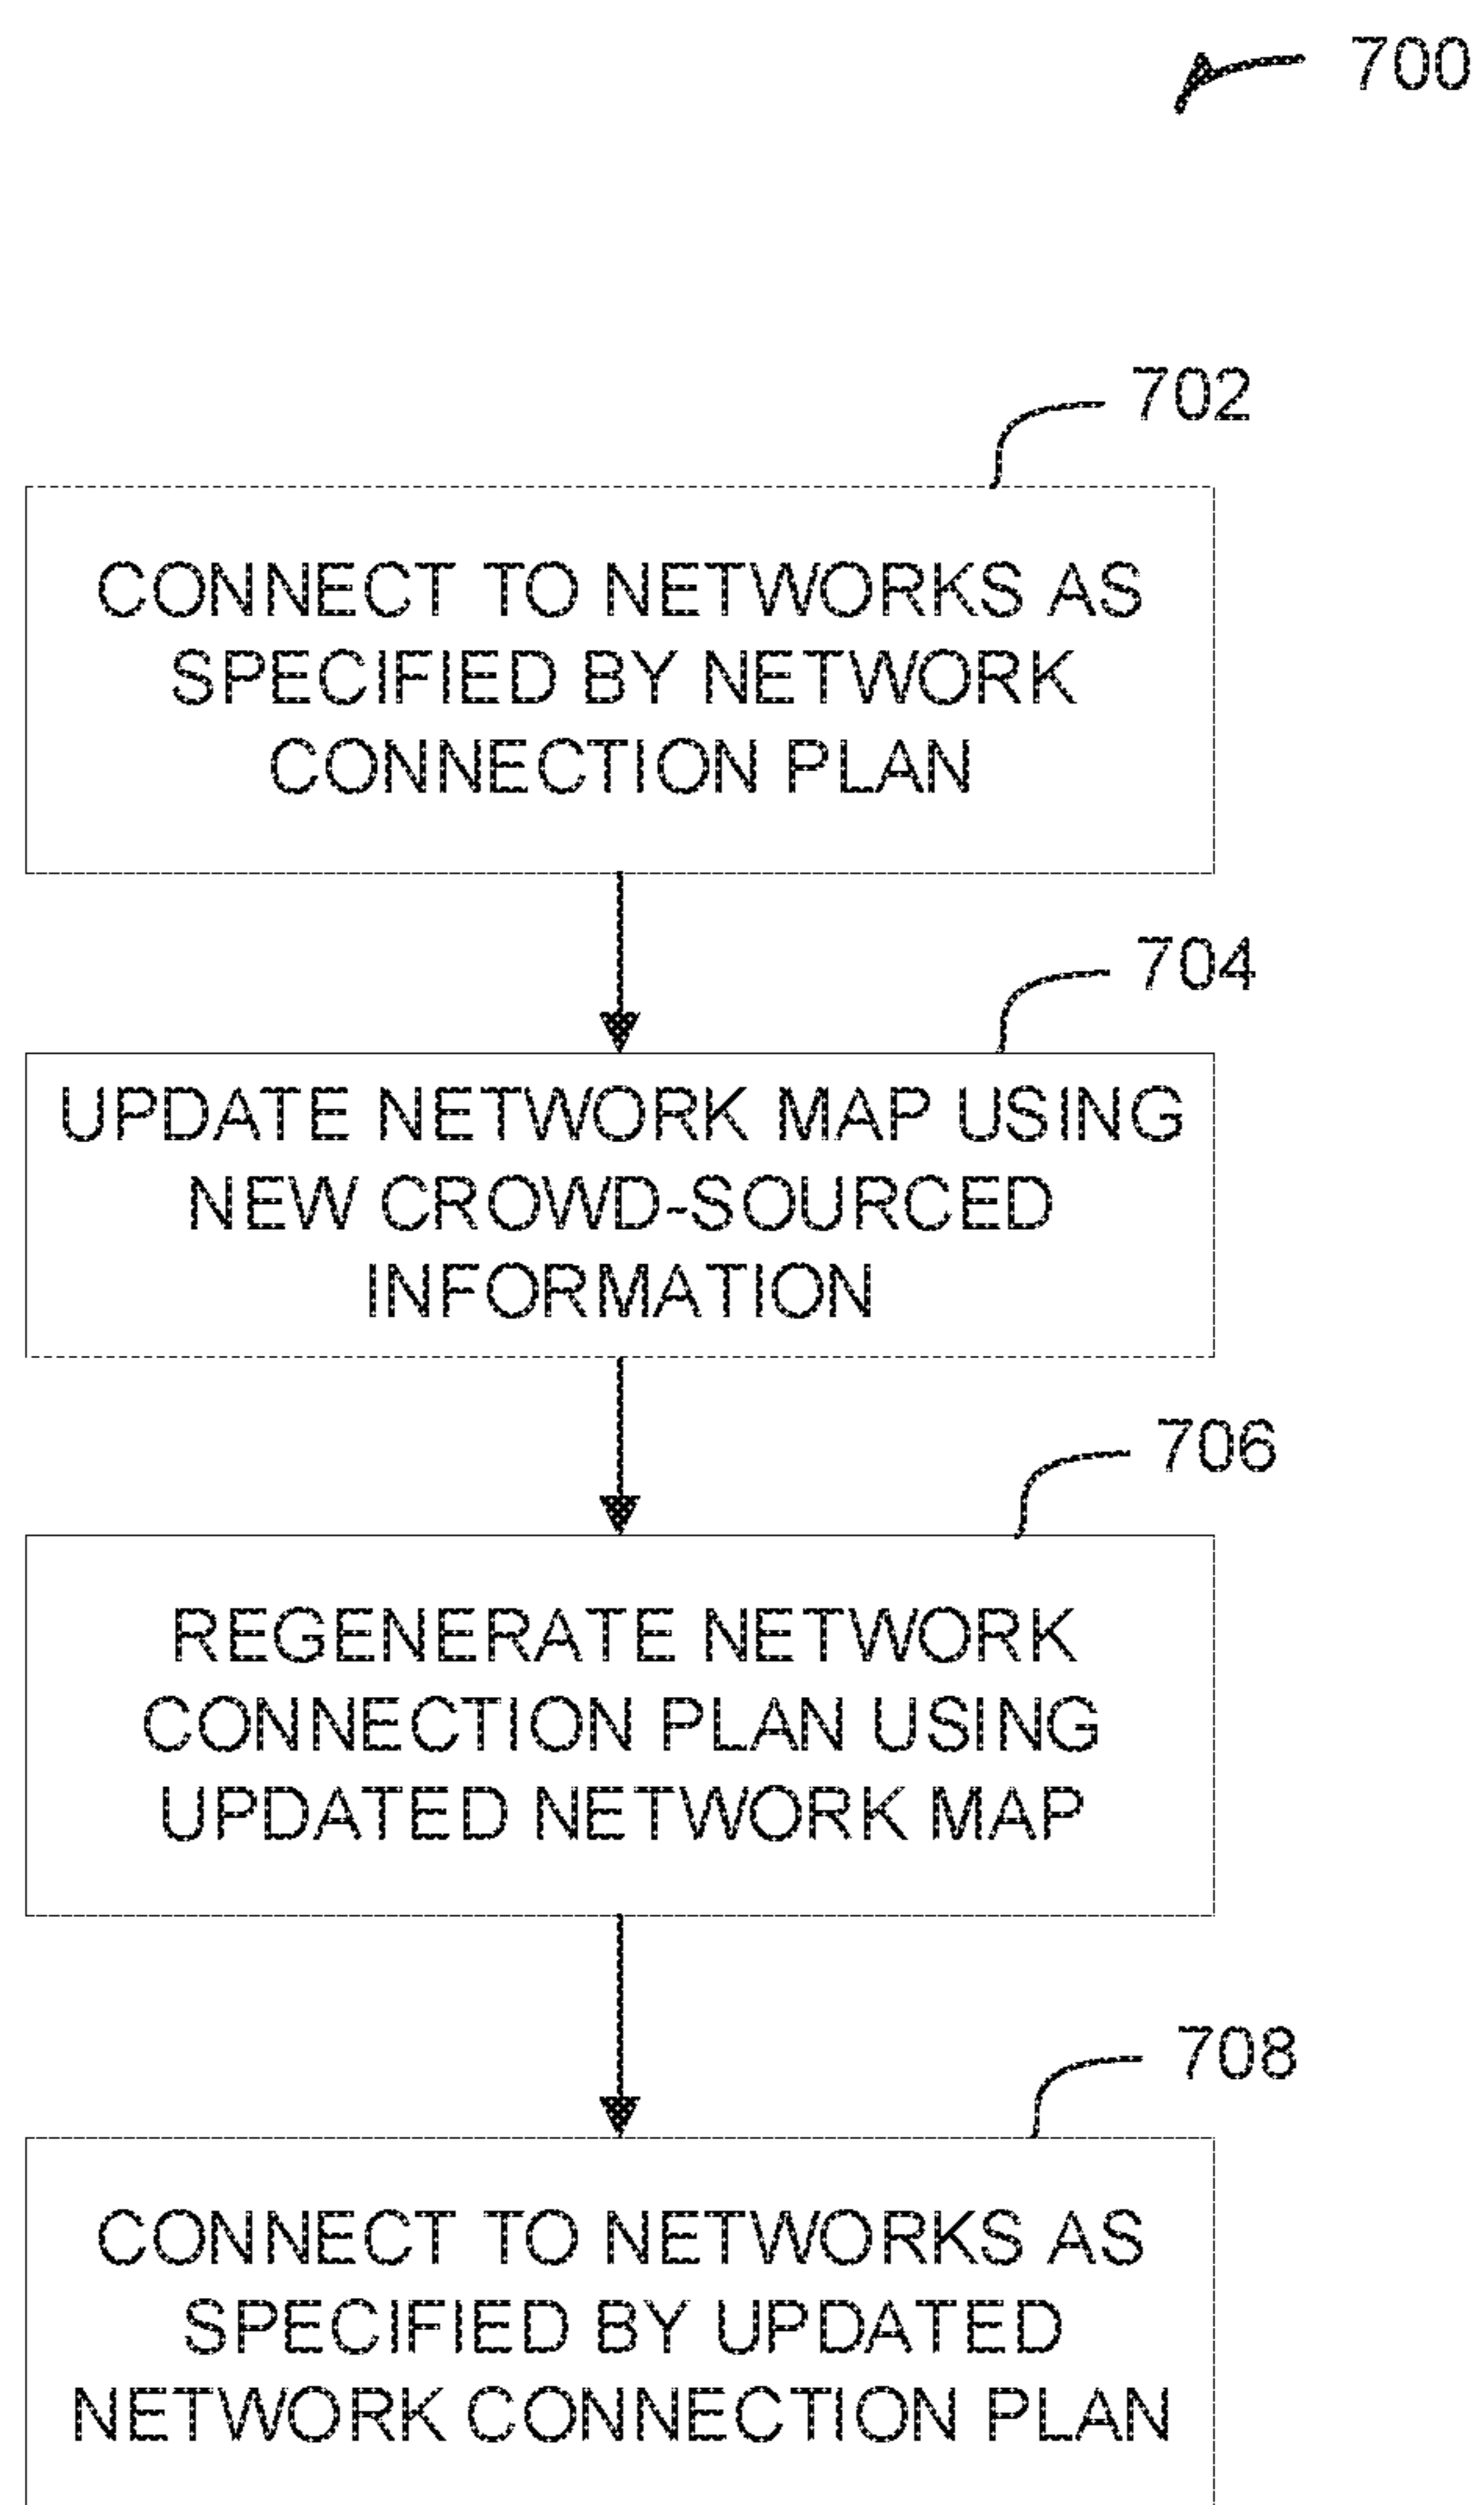 700
702
CONNECT TO NETWORKS AS
SPECIFIED BY NETWORK
CONNECTION PLAN
704
UPDATE NETWORK MAP USING
NEW CROWD-SOURCED
INFORMATION
706
REGENERATE NETWORK
CONNECTION PLAN USING
UPDATED NETWORK MAP
708
CONNECT TO NETWORKS AS
SPECIFIED BY UPDATED
NETWORK CONNECTION PLAN